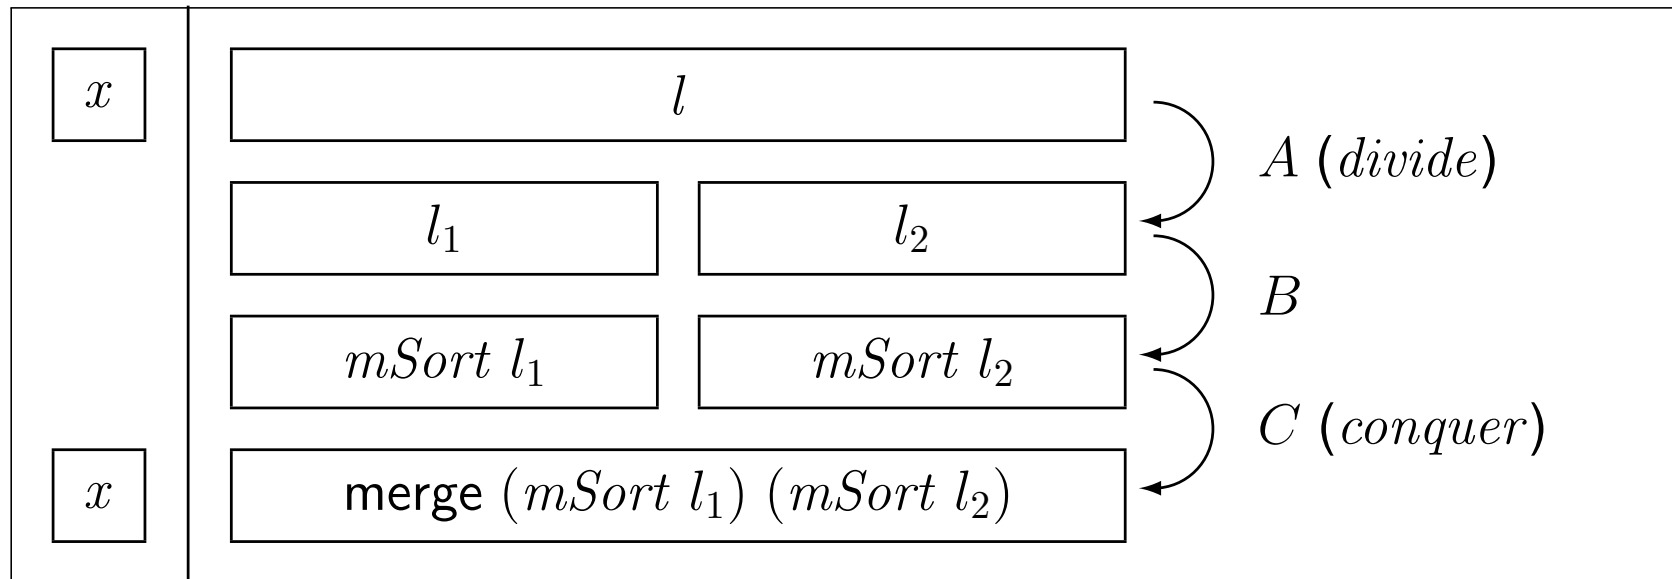 x
l
A (divide)
l₁
l₂
B
mSort l₁
mSort l₂
C (conquer)
x
merge (mSort l₁) (mSort l₂)